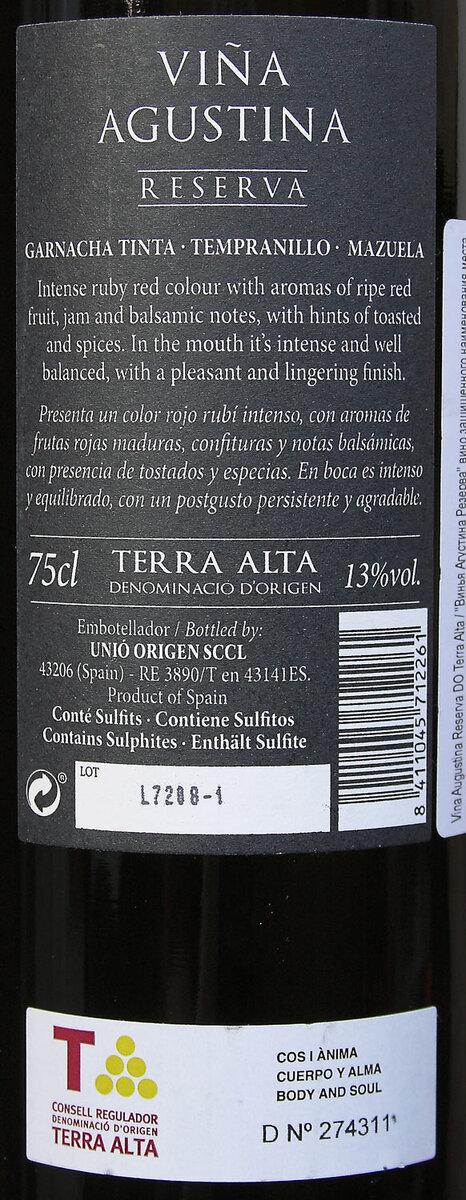 VIÑA
AGUSTINA
RESERVA
GARNACHA TINTA · TEMPRANILLO · MAZUELA
Intense ruby red colour with aromas of ripe red
fruit, jam and balsamic notes, with hints of toasted
and spices. In the mouth it's intense and well
balanced, with a pleasant and lingering finish.
Presenta un color rojo rubí intenso, con aromas de
frutas rojas maduras, confituras y notas balsámicas,
con presencia de tostados y especias. En boca es intenso
y equilibrado, con un postgusto persistente y agradable.
75cl
TERRA ALTA
DENOMINACIÓ D'ORIGEN
13%vol.
Embotellador / Bottled by:
UNIÓ ORIGEN SCCL
43206 (Spain) - RE 3890/T en 43141ES.
Product of Spain
Conté Sulfits · Contiene Sulfitos
Contains Sulphites · Enthält Sulfite
®
LOT
L7208-1
8 411045 712261
Vina Augustina Reserva DO Terra Alta / "Винья Агустина Резерва" вино защищенного наименования места
T
CONSELL REGULADOR
DENOMINACIÓ D'ORIGEN
TERRA ALTA
COS I ÀNIMA
CUERPO Y ALMA
BODY AND SOUL
D Nº 274311